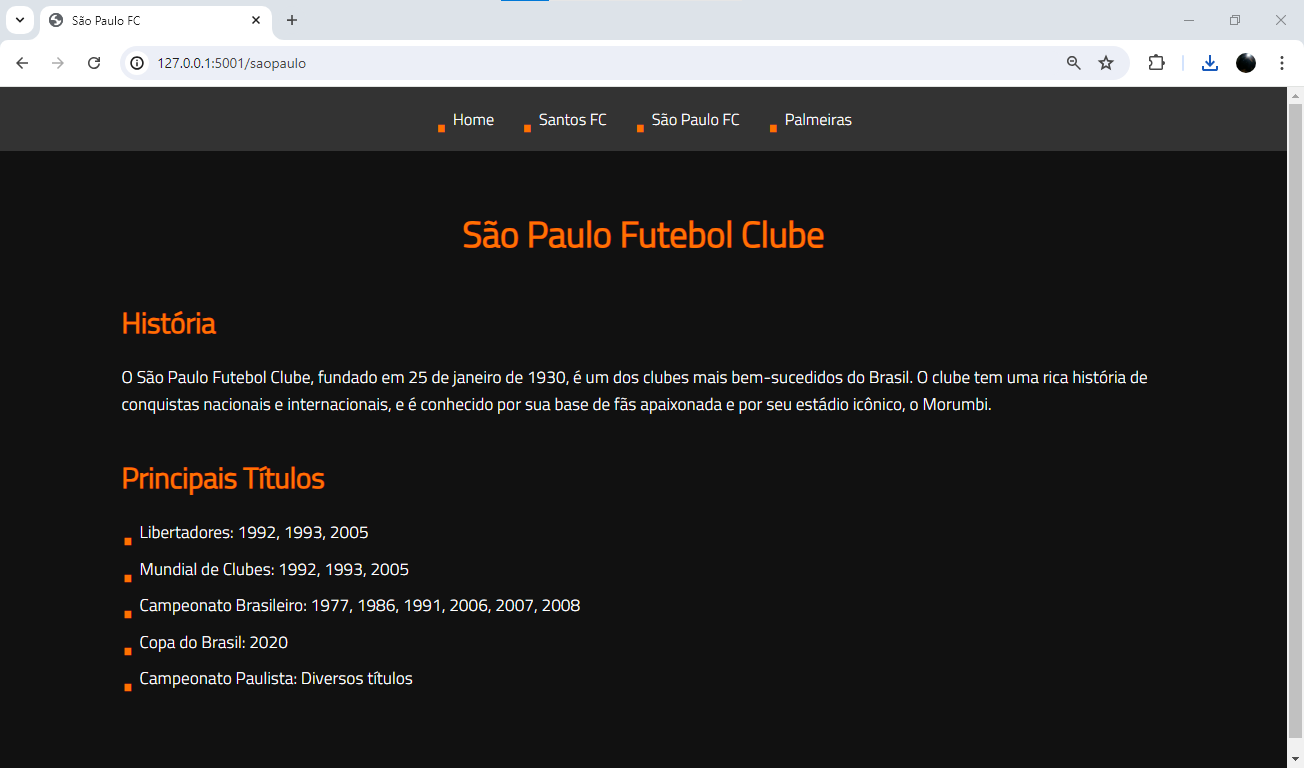 São Paulo FC
127.0.0.1:5001/saopaulo
Home Santos FC São Paulo FC Palmeiras
São Paulo Futebol Clube
História
O São Paulo Futebol Clube, fundado em 25 de janeiro de 1930, é um dos clubes mais bem-sucedidos do Brasil. O clube tem uma rica história de
conquistas nacionais e internacionais, e é conhecido por sua base de fãs apaixonada e por seu estádio icônico, o Morumbi.
Principais Títulos
Libertadores: 1992, 1993, 2005
Mundial de Clubes: 1992, 1993, 2005
Campeonato Brasileiro: 1977, 1986, 1991, 2006, 2007, 2008
Copa do Brasil: 2020
Campeonato Paulista: Diversos títulos